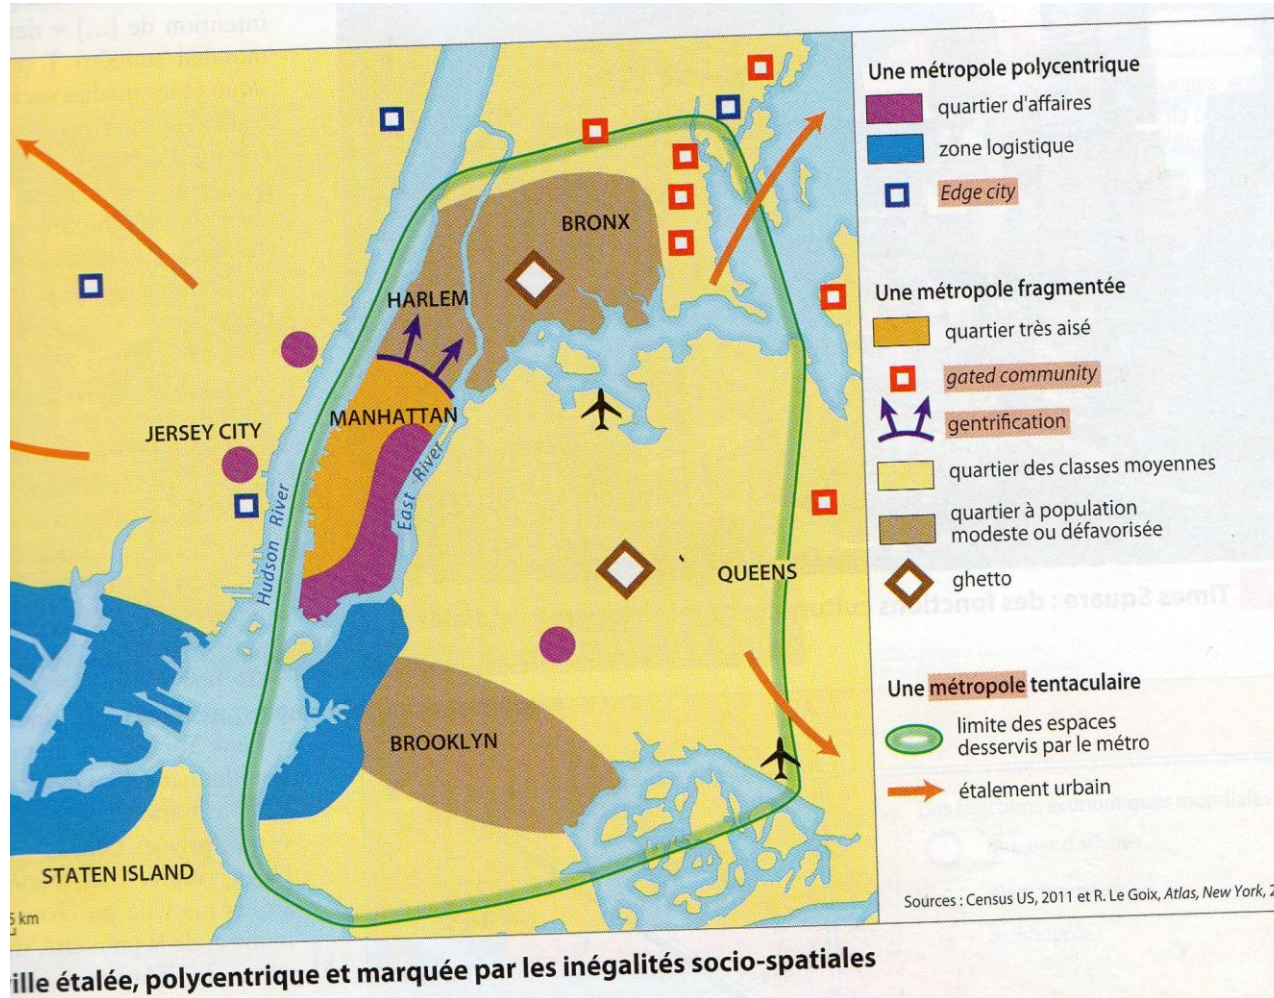 BRONX
HARLEM
MANHATTAN
JERSEY CITY
Hudson River
East River
QUEENS
BROOKLYN
STATEN ISLAND
5 km
Une métropole polycentrique
quartier d'affaires
zone logistique
Edge city
Une métropole fragmentée
quartier très aisé
gated community
gentrification
quartier des classes moyennes
quartier à population
modeste ou défavorisée
ghetto
Une métropole tentaculaire
limite des espaces
desservis par le métro
étalement urbain
Sources : Census US, 2011 et R. Le Goix, Atlas, New York, 2
ville étalée, polycentrique et marquée par les inégalités socio-spatiales